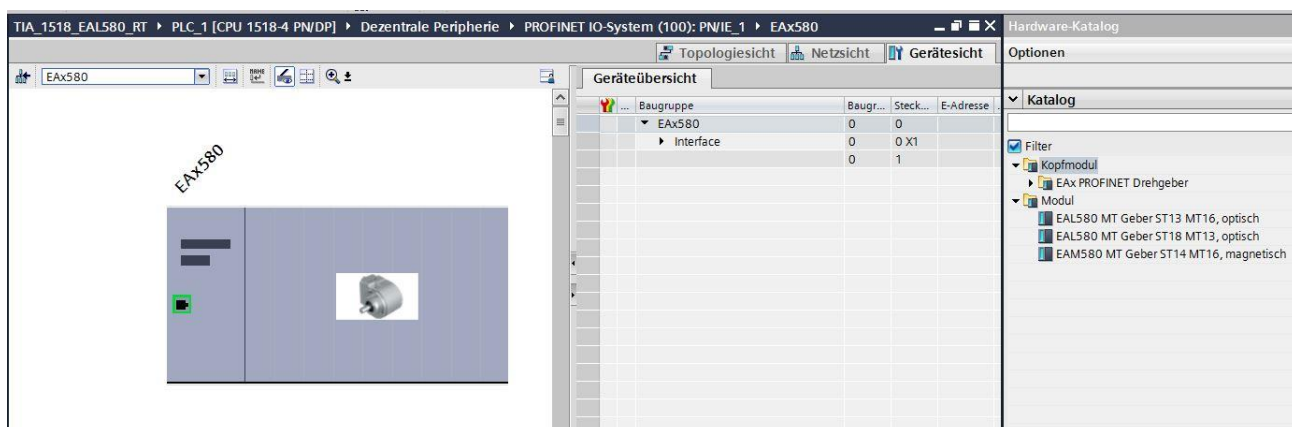 TIA_1518_EAL580_RT ▸ PLC_1 [CPU 1518-4 PN/DP] ▸ Dezentrale Peripherie ▸ PROFINET IO-System (100): PN/IE_1 ▸ EAx580
Hardware-Katalog
Topologiesicht Netzsicht Gerätesicht
Optionen
EAx580
Geräteübersicht
... Baugruppe Baugr... Steck... E-Adresse
EAx580 0 0
Interface 0 0 X1
0 1
EAx580
Katalog
Filter
Kopfmodul
EAx PROFINET Drehgeber
Modul
EAL580 MT Geber ST13 MT16, optisch
EAL580 MT Geber ST18 MT13, optisch
EAM580 MT Geber ST14 MT16, magnetisch